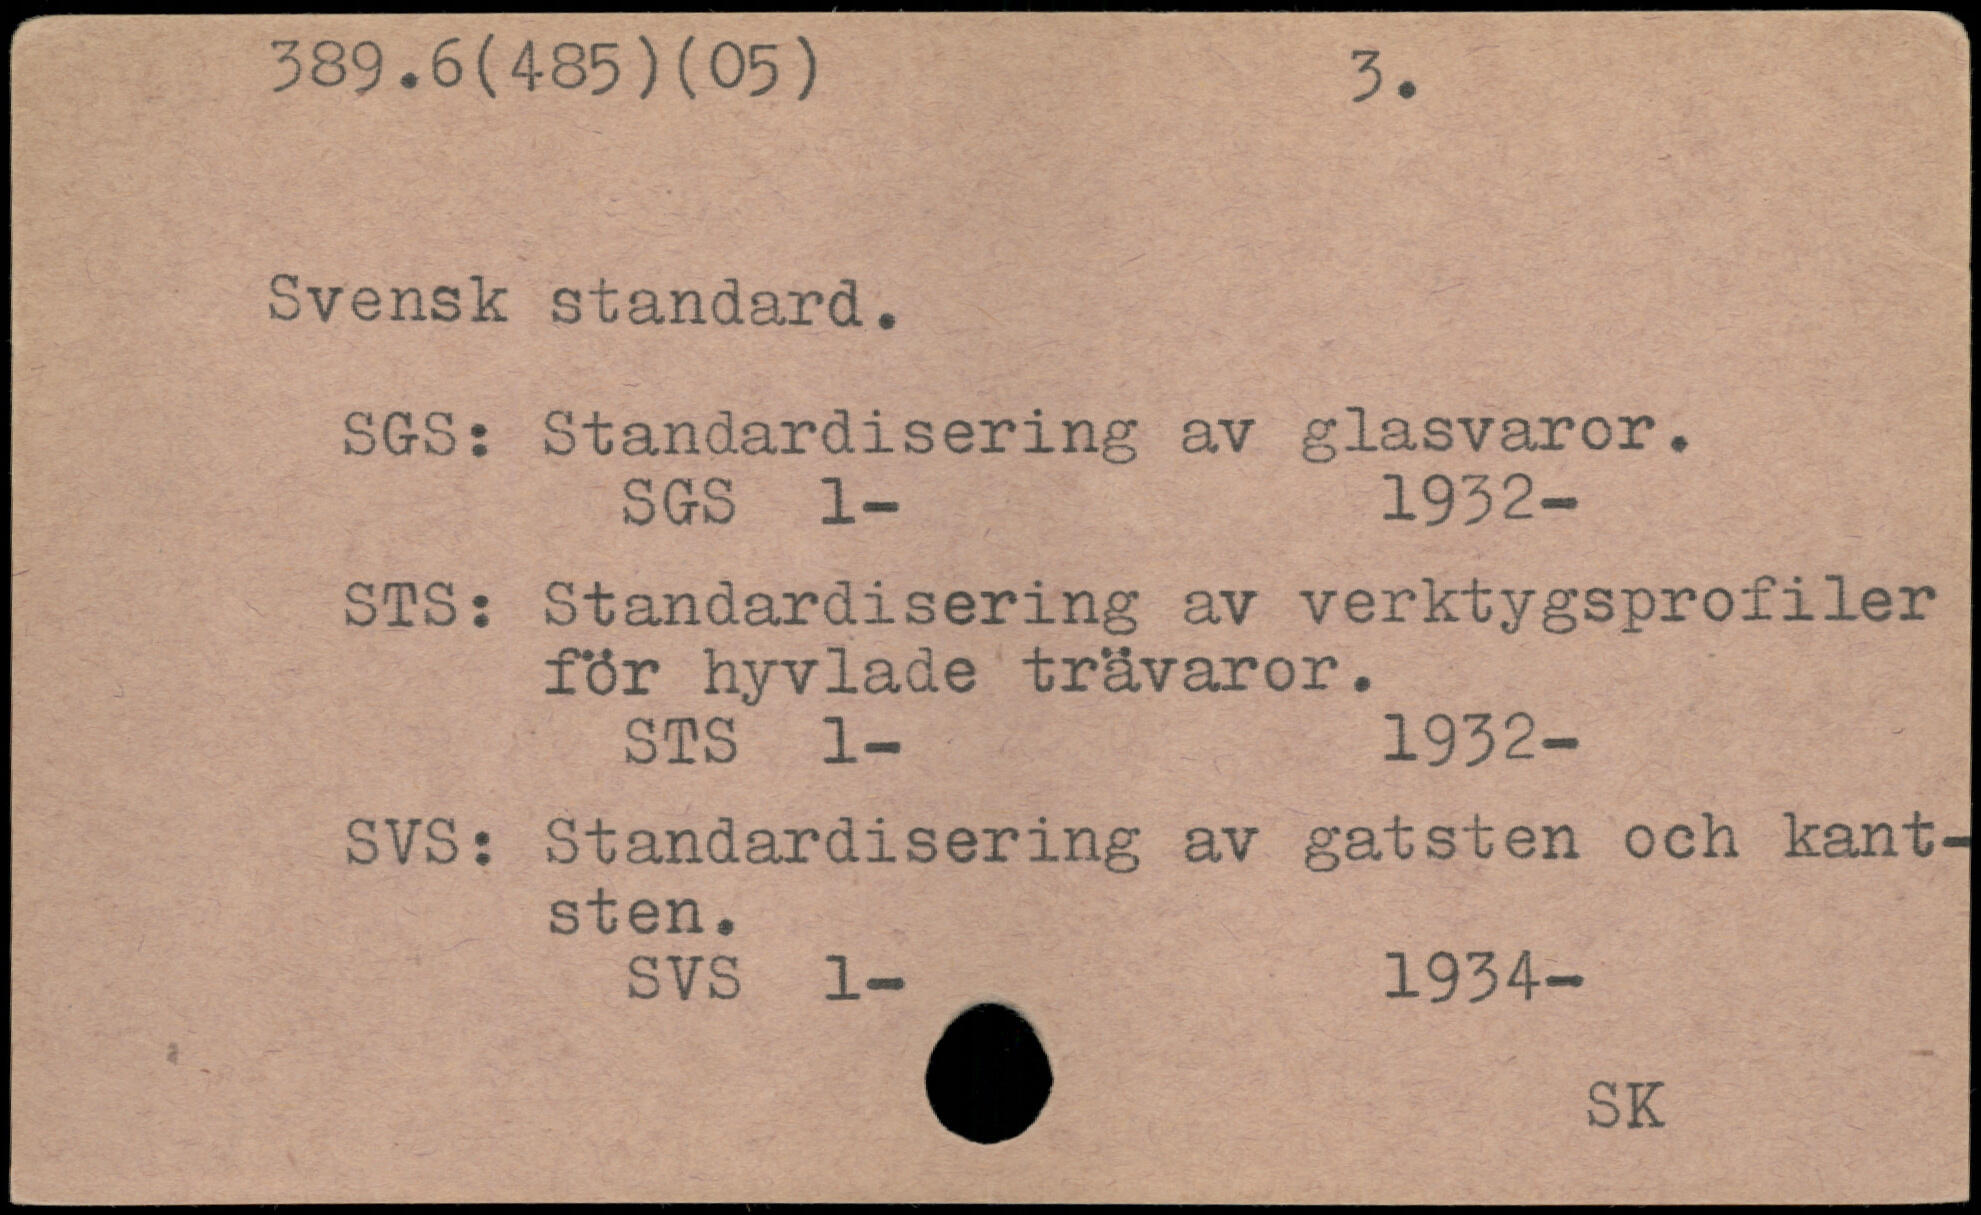 389.6(485)(05) 3.
Svensk standard.
SGS: Standardisering av glasvaror.
SGS 1- 1932-
STS: Standardisering av verktygsprofiler
för hyvlade trävaror.
STS 1- 1932-
SVS: Standardisering av gatsten och kant-
sten.
SVS 1- 1934-
SK